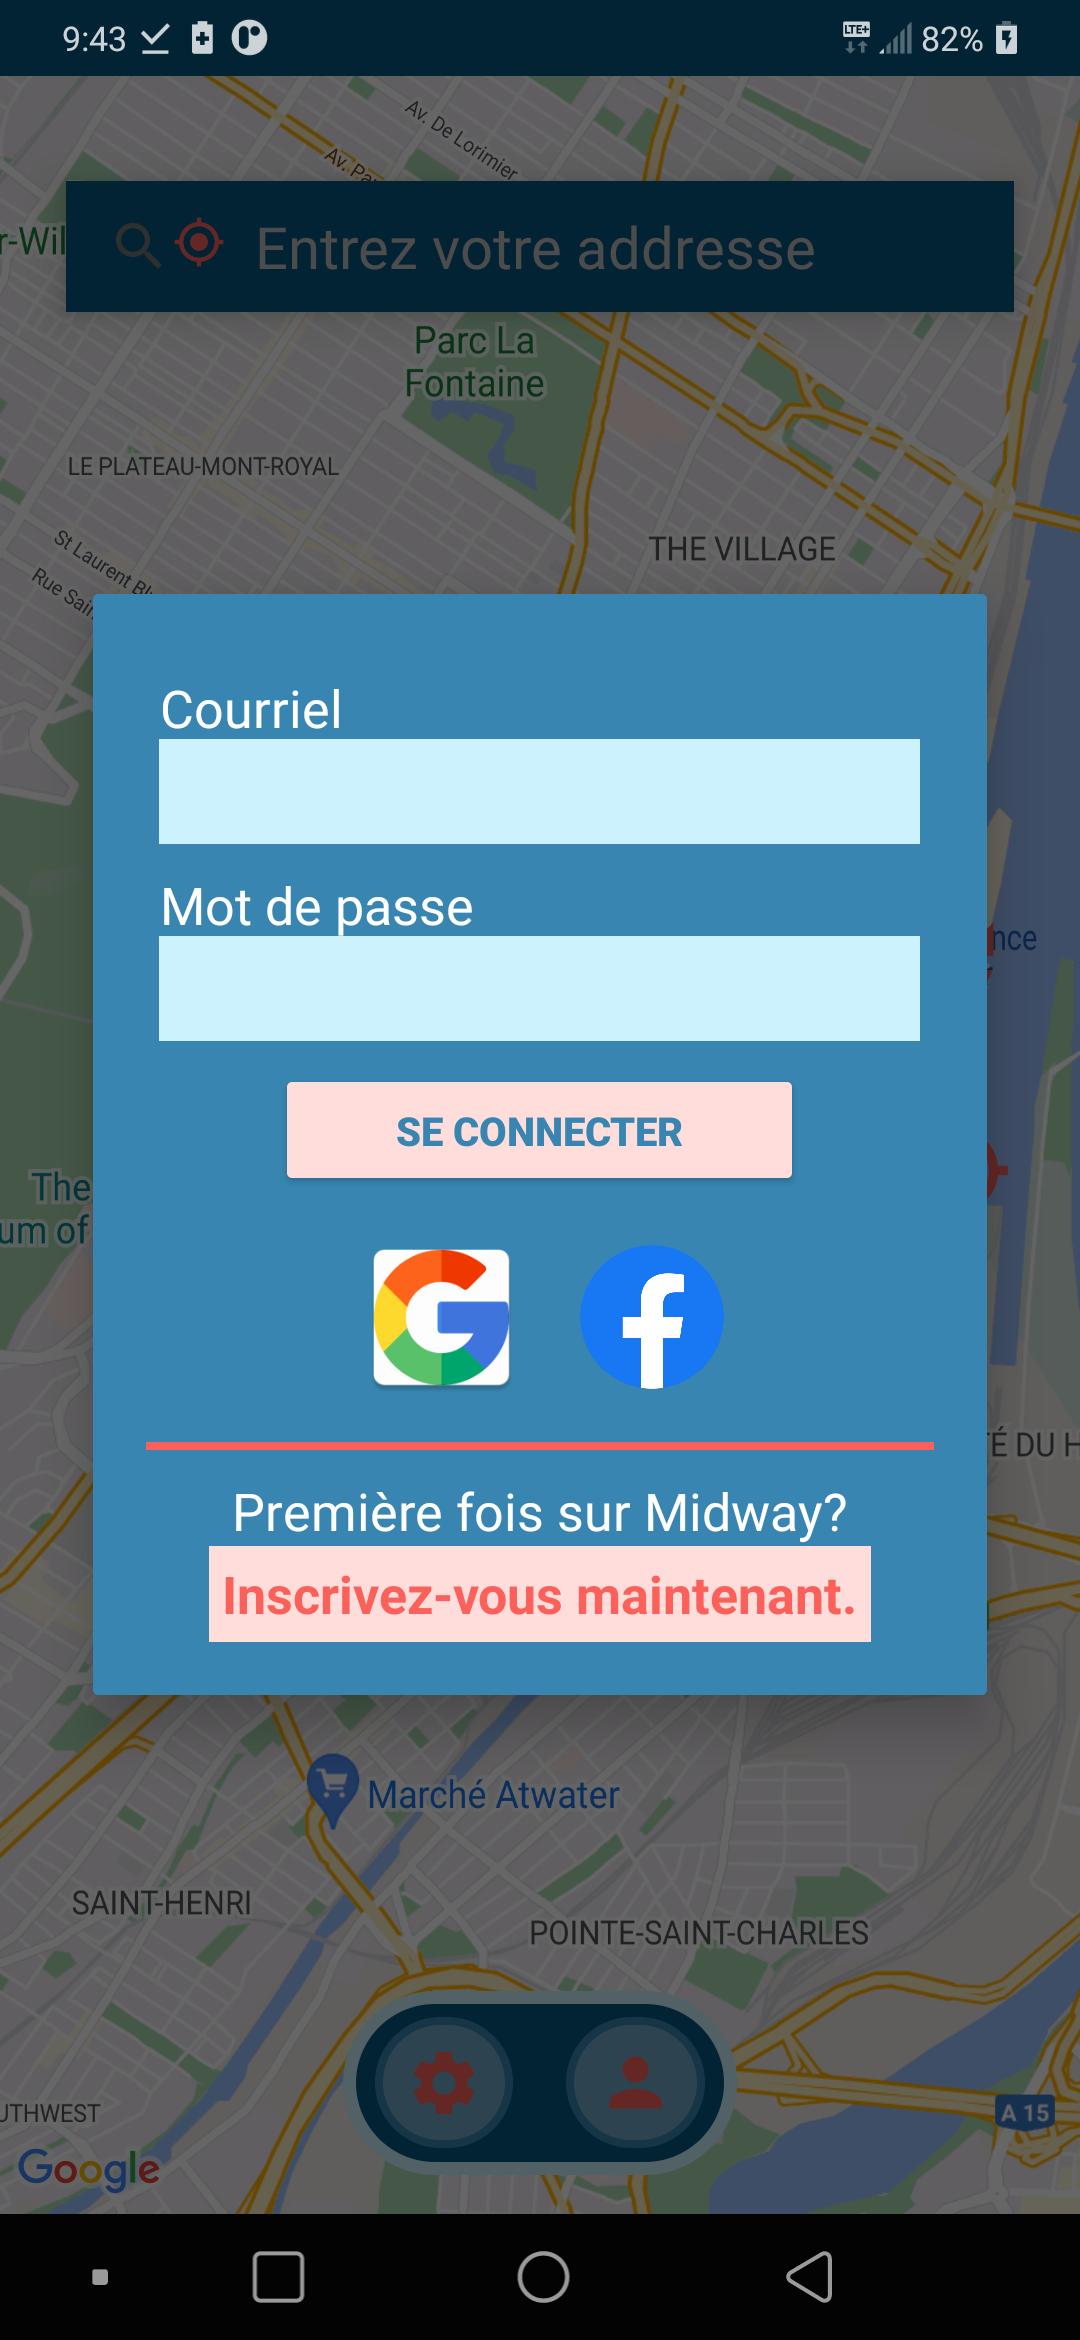 9:43
LTE+
82%
Av. De Lorimier
Av. Pa
r-Wil
Entrez votre addresse
Parc La
Fontaine
LE PLATEAU-MONT-ROYAL
St Laurent Bl
Rue Sain
THE VILLAGE
Courriel
Mot de passe
nce
SE CONNECTER
The
um of
TÉ DU H
Première fois sur Midway?
Inscrivez-vous maintenant.
Marché Atwater
SAINT-HENRI
POINTE-SAINT-CHARLES
UTHWEST
A 15
Google